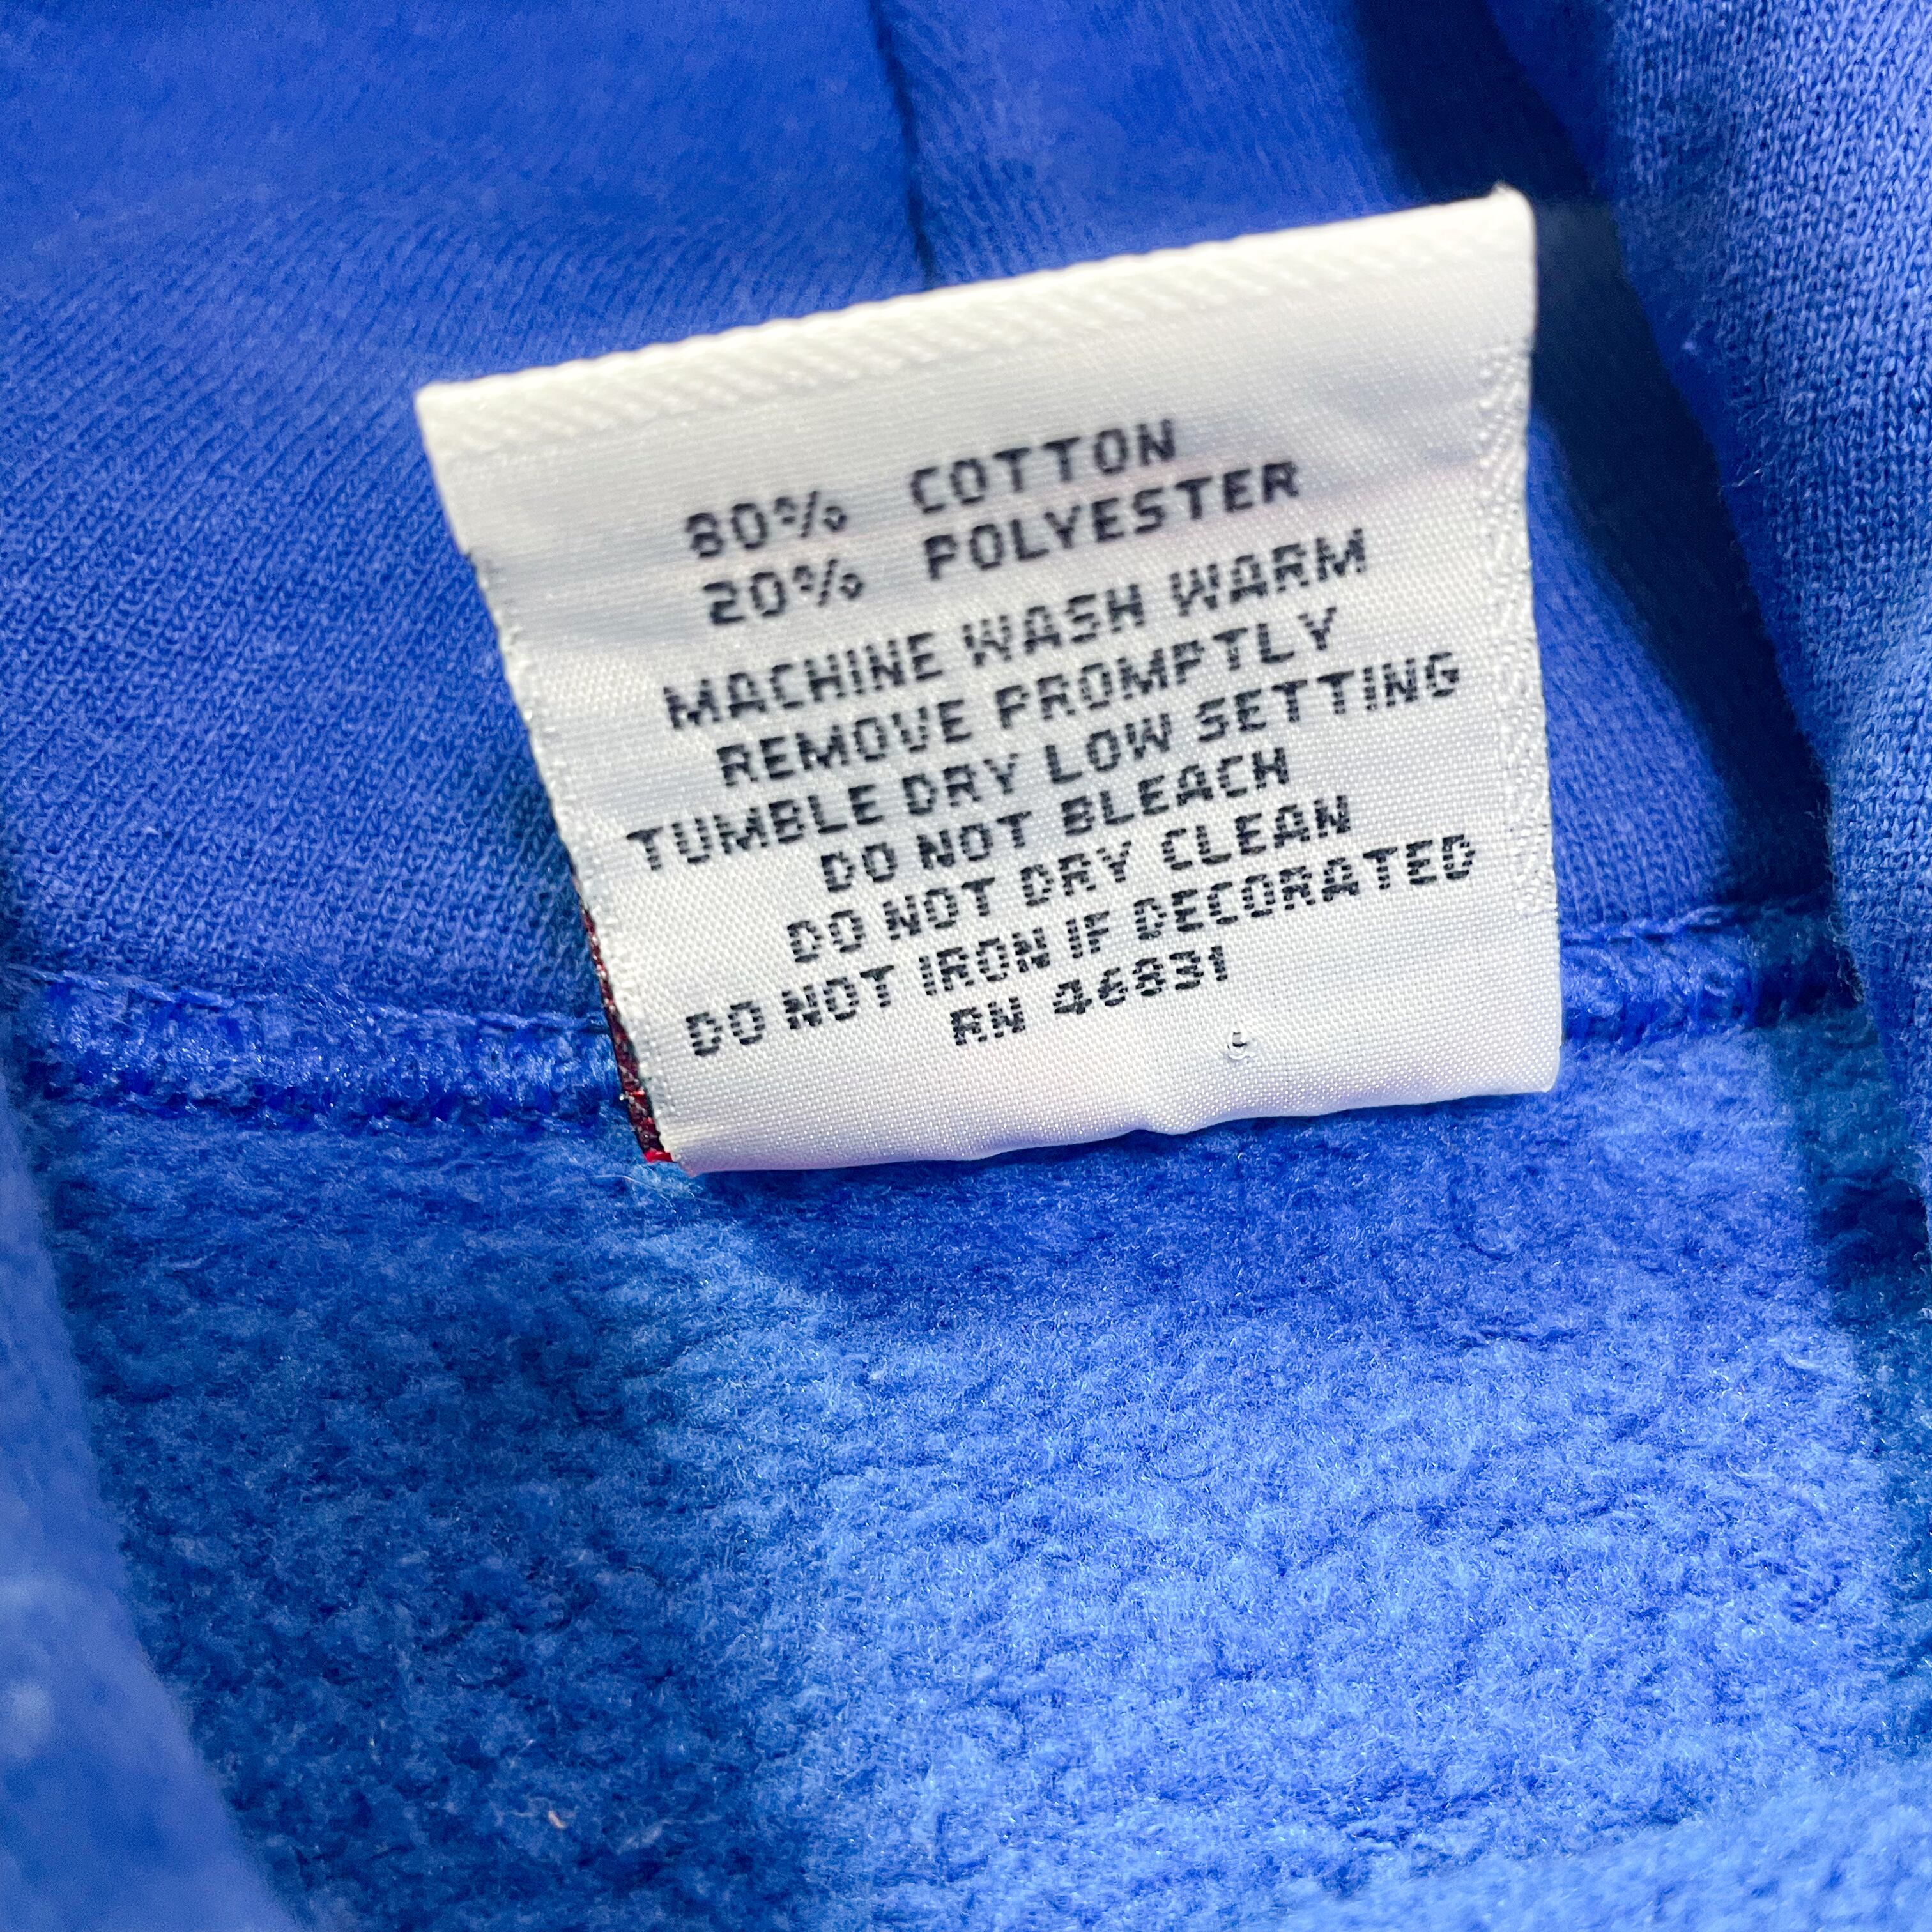 80% COTTON
20% POLYESTER
MACHINE WASH WARM
REMOVE PROMPTLY
TUMBLE DRY LOW SETTING
DO NOT BLEACH
DO NOT DRY CLEAN
DO NOT IRON IF DECORATED
RN 46831